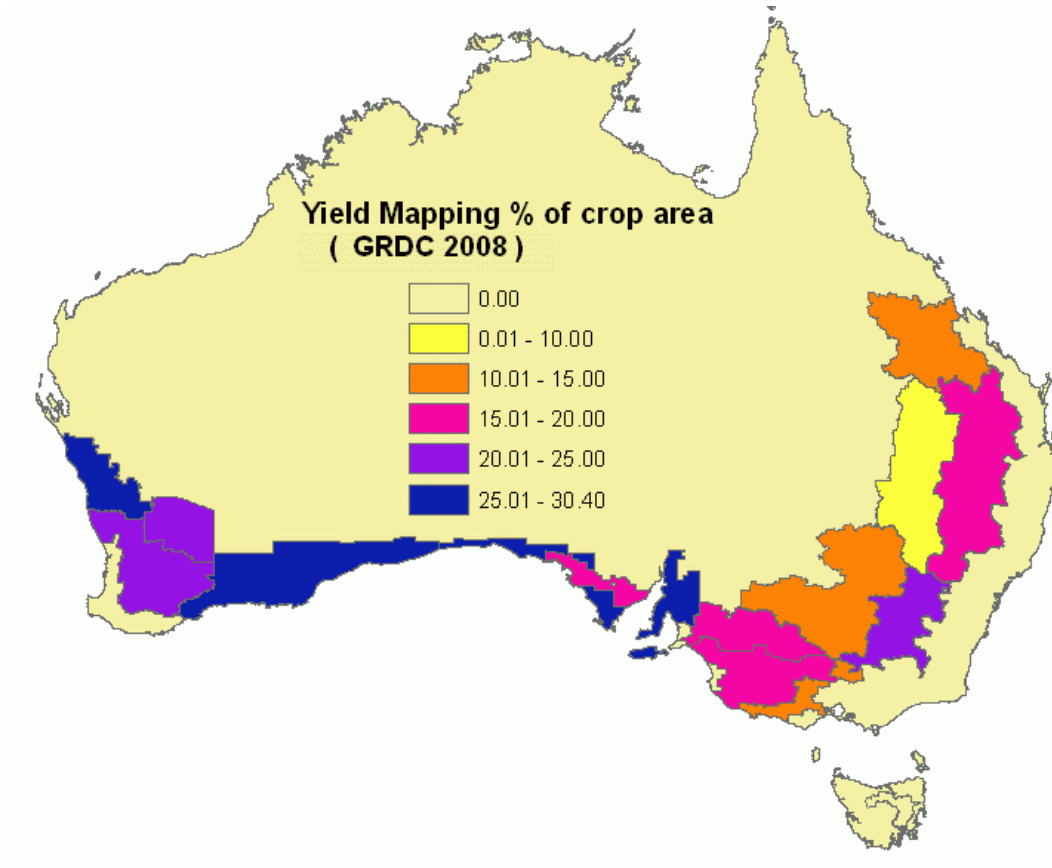 Yield Mapping % of crop area
( GRDC 2008 )
0.00
0.01 - 10.00
10.01 - 15.00
15.01 - 20.00
20.01 - 25.00
25.01 - 30.40